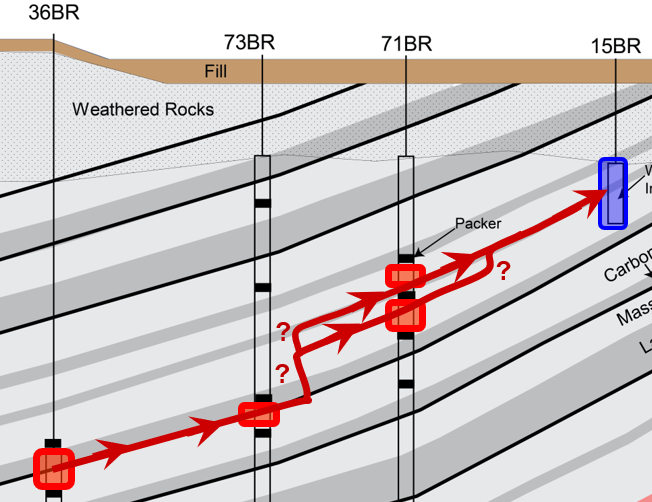 36BR
73BR
71BR
15BR
Fill
Weathered Rocks
Packer
?
?
?
Carbon
Mass